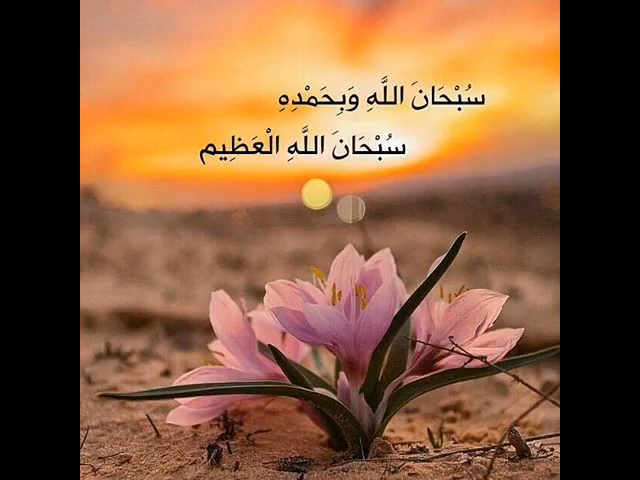 سُبْحَانَ اللَّهِ وَبِحَمْدِهِ
سُبْحَانَ اللَّهِ الْعَظِيم